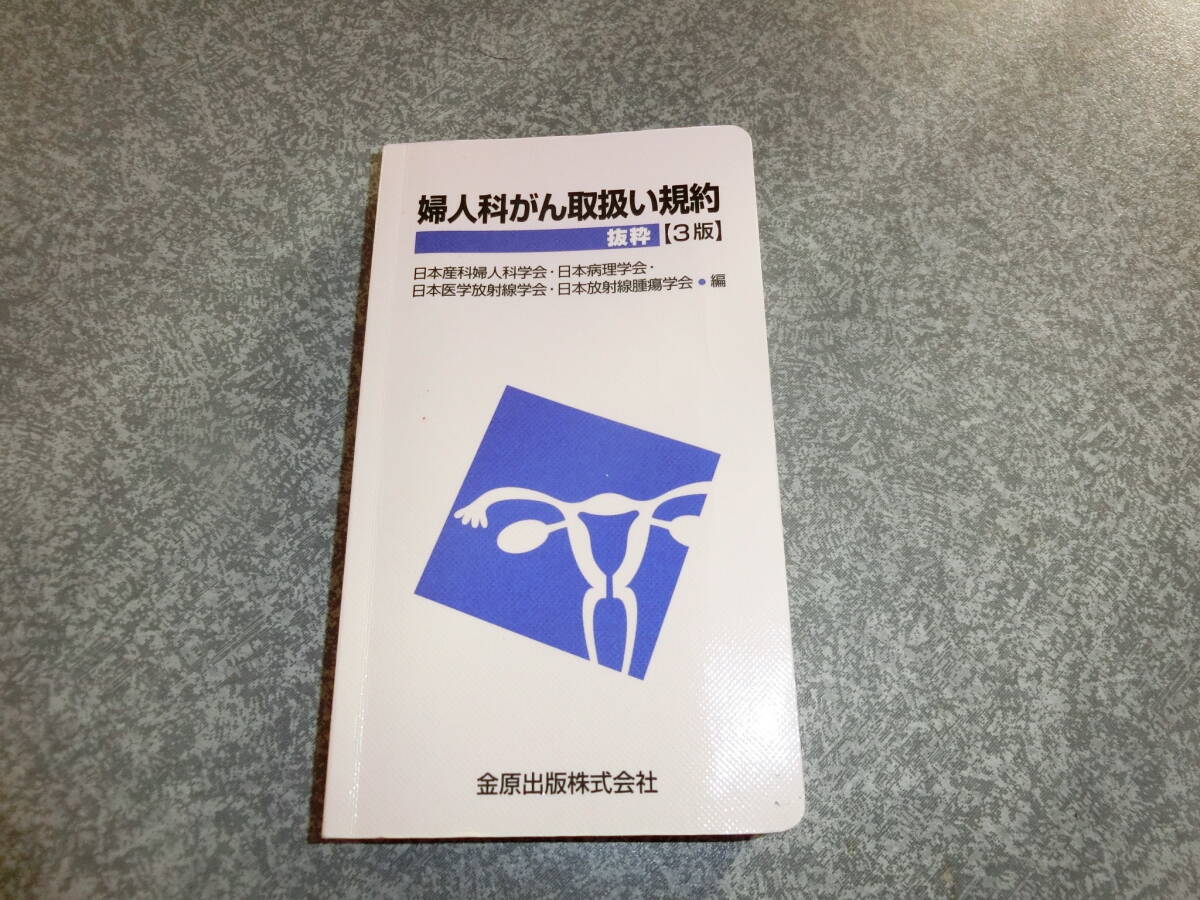 婦人科がん取扱い規約
抜粋【3版】
日本産科婦人科学会・日本病理学会・
日本医学放射線学会・日本放射線腫瘍学会●編
金原出版株式会社